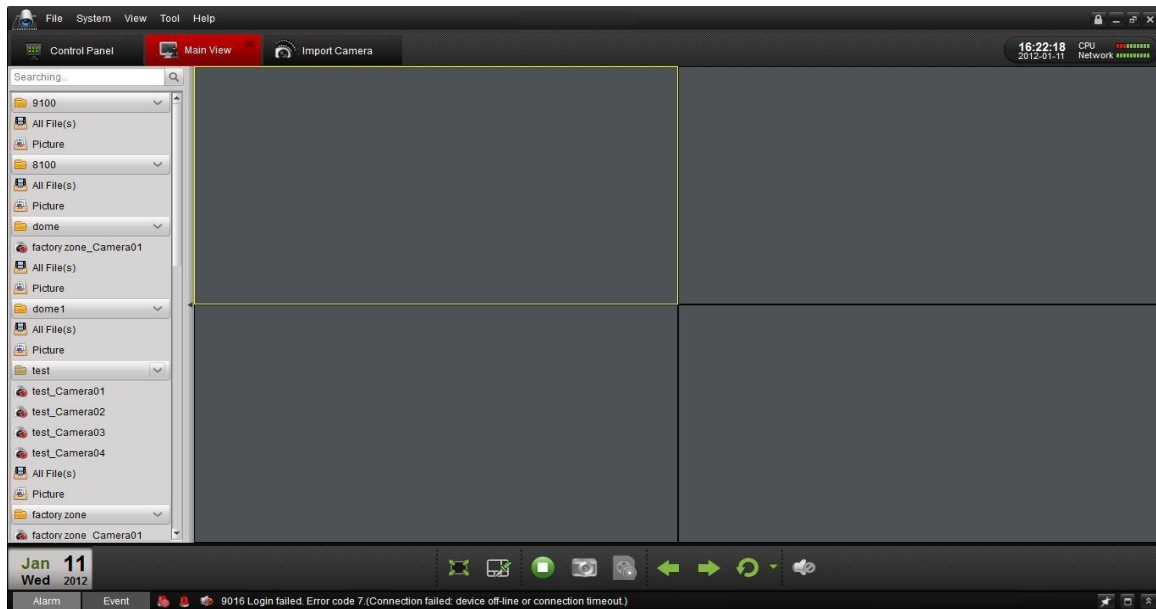 File System View Tool Help
Control Panel Main View Import Camera
16:22:18 CPU
2012-01-11 Network
Searching...
9100
All File(s)
Picture
8100
All File(s)
Picture
dome
factory zone_Camera01
All File(s)
Picture
dome1
All File(s)
Picture
test
test_Camera01
test_Camera02
test_Camera03
test_Camera04
All File(s)
Picture
factory zone
factory zone_Camera01
Jan 11
Wed 2012
Alarm Event 9016 Login failed. Error code 7.(Connection failed: device off-line or connection timeout.)